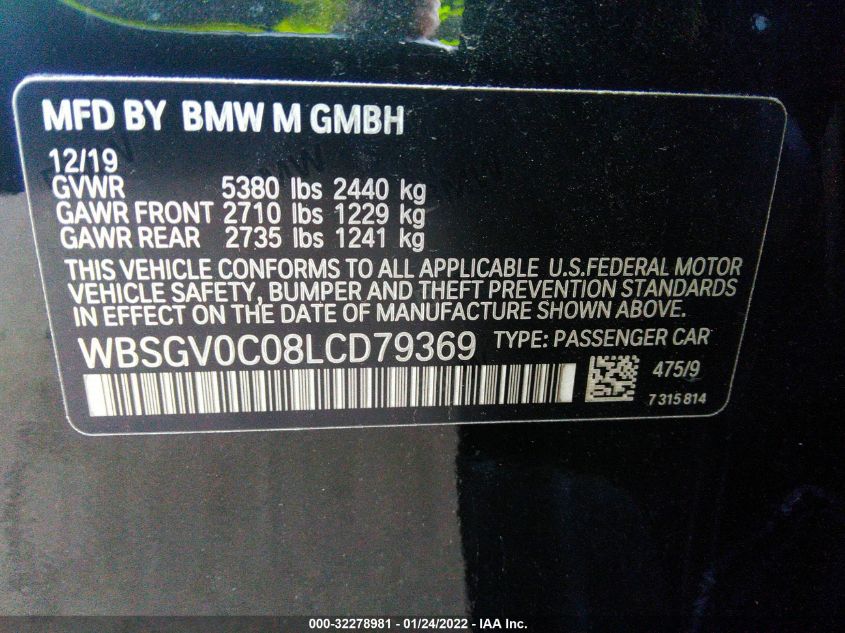 MFD BY BMW M GMBH
12/19
GVWR 5380 lbs 2440 kg
GAWR FRONT 2710 lbs 1229 kg
GAWR REAR 2735 lbs 1241 kg
THIS VEHICLE CONFORMS TO ALL APPLICABLE U.S.FEDERAL MOTOR
VEHICLE SAFETY, BUMPER AND THEFT PREVENTION STANDARDS
IN EFFECT ON THE DATE OF MANUFACTURE SHOWN ABOVE.
WBSGV0C08LCD79369 TYPE: PASSENGER CAR
475/9
7315814
000-32278981 - 01/24/2022 - IAA Inc.